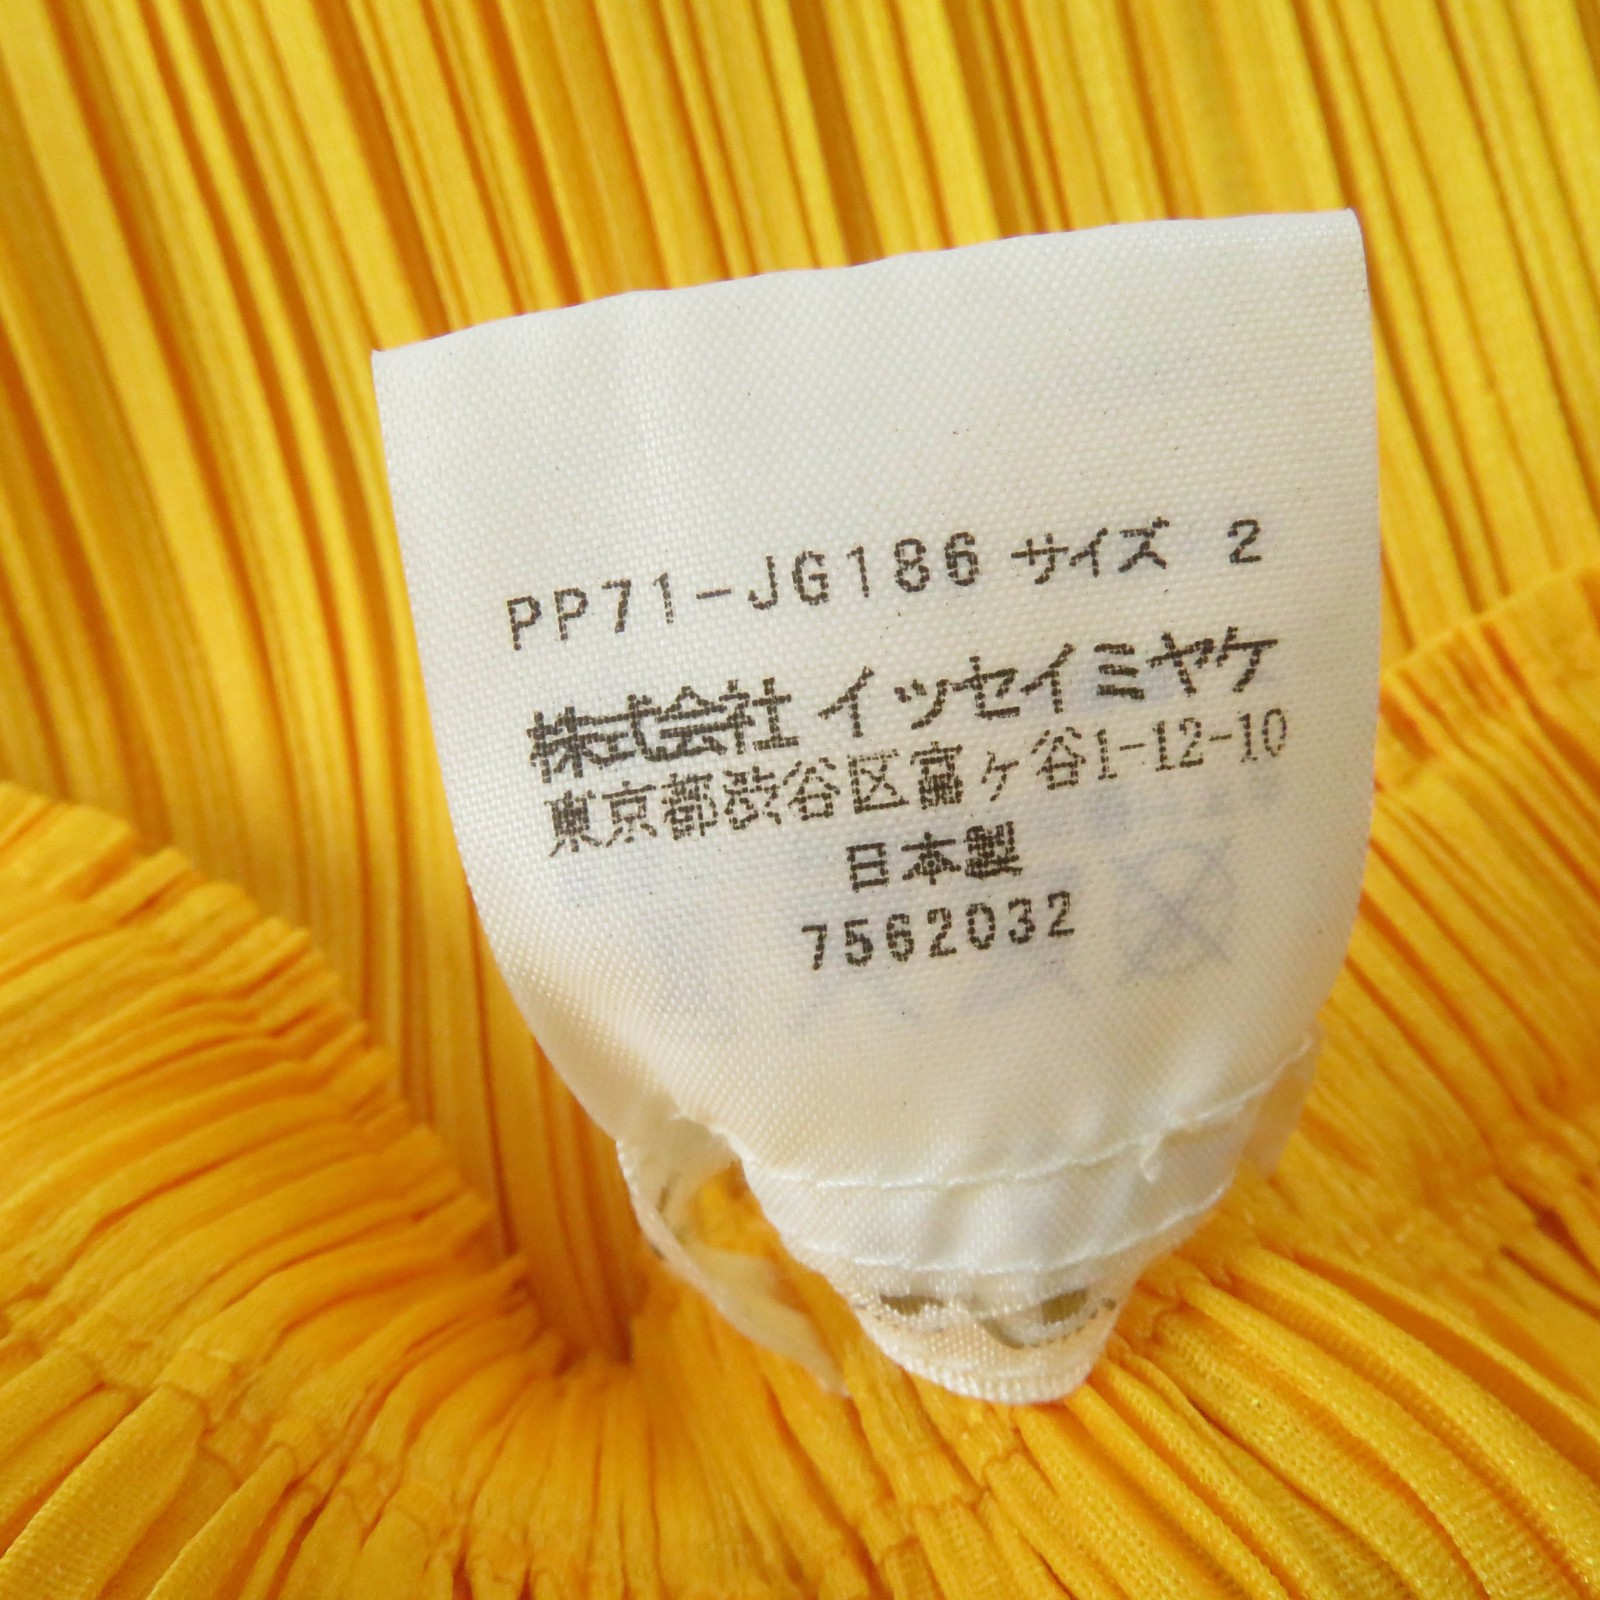 PP71-JG186 サイズ 2
株式会社 イッセイミヤケ
東京都渋谷区富ヶ谷1-12-10
日本製
7562032